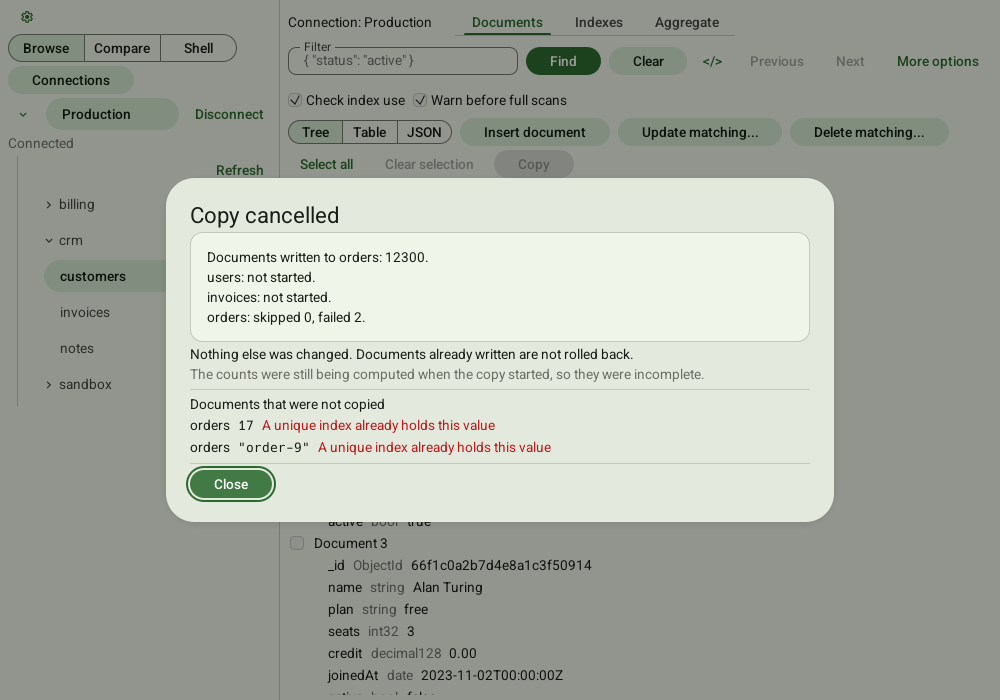 Browse
Compare
Shell
Connections
Production
Disconnect
Connected
Refresh
billing
crm
customers
invoices
notes
sandbox
Connection: Production
Documents
Indexes
Aggregate
Filter
{ "status": "active" }
Find
Clear
</>
Previous
Next
More options
Check index use
Warn before full scans
Tree
Table
JSON
Insert document
Update matching...
Delete matching...
Select all
Clear selection
Copy
Copy cancelled
Documents written to orders: 12300.
users: not started.
invoices: not started.
orders: skipped 0, failed 2.
Nothing else was changed. Documents already written are not rolled back.
The counts were still being computed when the copy started, so they were incomplete.
Documents that were not copied
orders 17 A unique index already holds this value
orders "order-9" A unique index already holds this value
Close
active bool true
Document 3
_id ObjectId 66f1c0a2b7d4e8a1c3f50914
name string Alan Turing
plan string free
seats int32 3
credit decimal128 0.00
joinedAt date 2023-11-02T00:00:00Z
active bool false